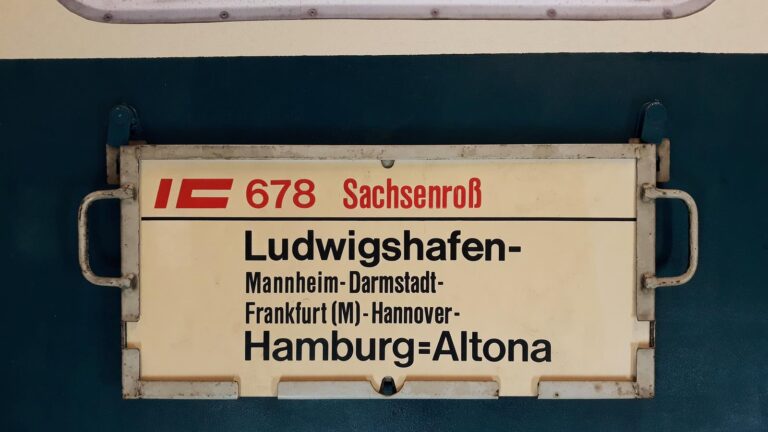 IC 678 Sachsenroß
Ludwigshafen-
Mannheim-Darmstadt-
Frankfurt (M)-Hannover-
Hamburg=Altona